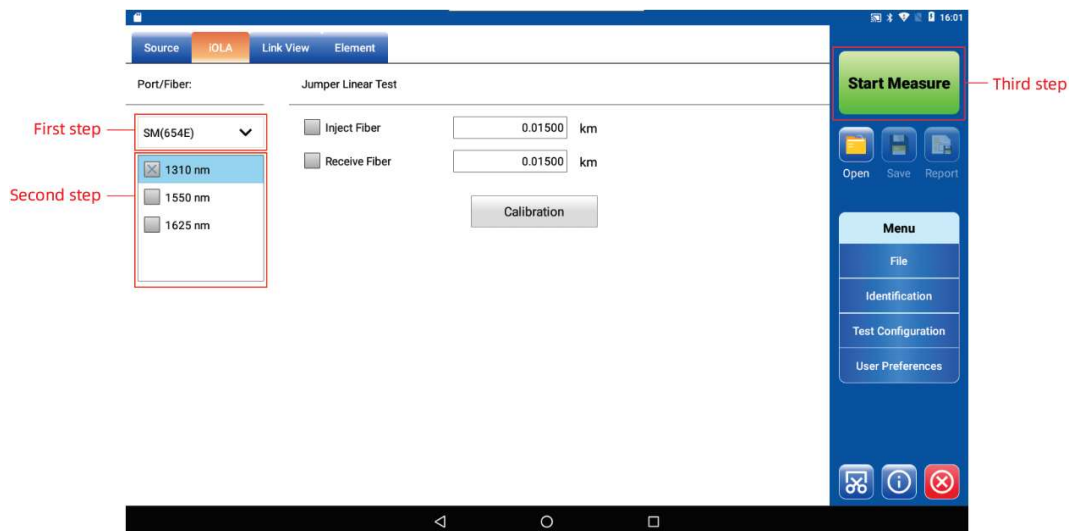 16:01
Source iOLA Link View Element
Port/Fiber: Jumper Linear Test
Start Measure
Third step
First step
SM(654E)
Inject Fiber 0.01500 km
Second step
1310 nm
Receive Fiber 0.01500 km
1550 nm
1625 nm
Calibration
Open Save Report
Menu
File
Identification
Test Configuration
User Preferences